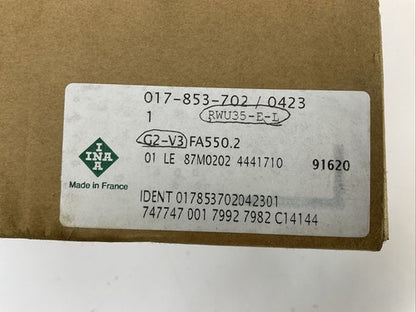 017-853-702 / 0423
1 RWU35-E-L
G2-V3 FA550.2
01 LE 87M0202 4441710 91620
INA
INA
Made in France
IDENT 017853702042301
747747 001 7992 7982 C14144